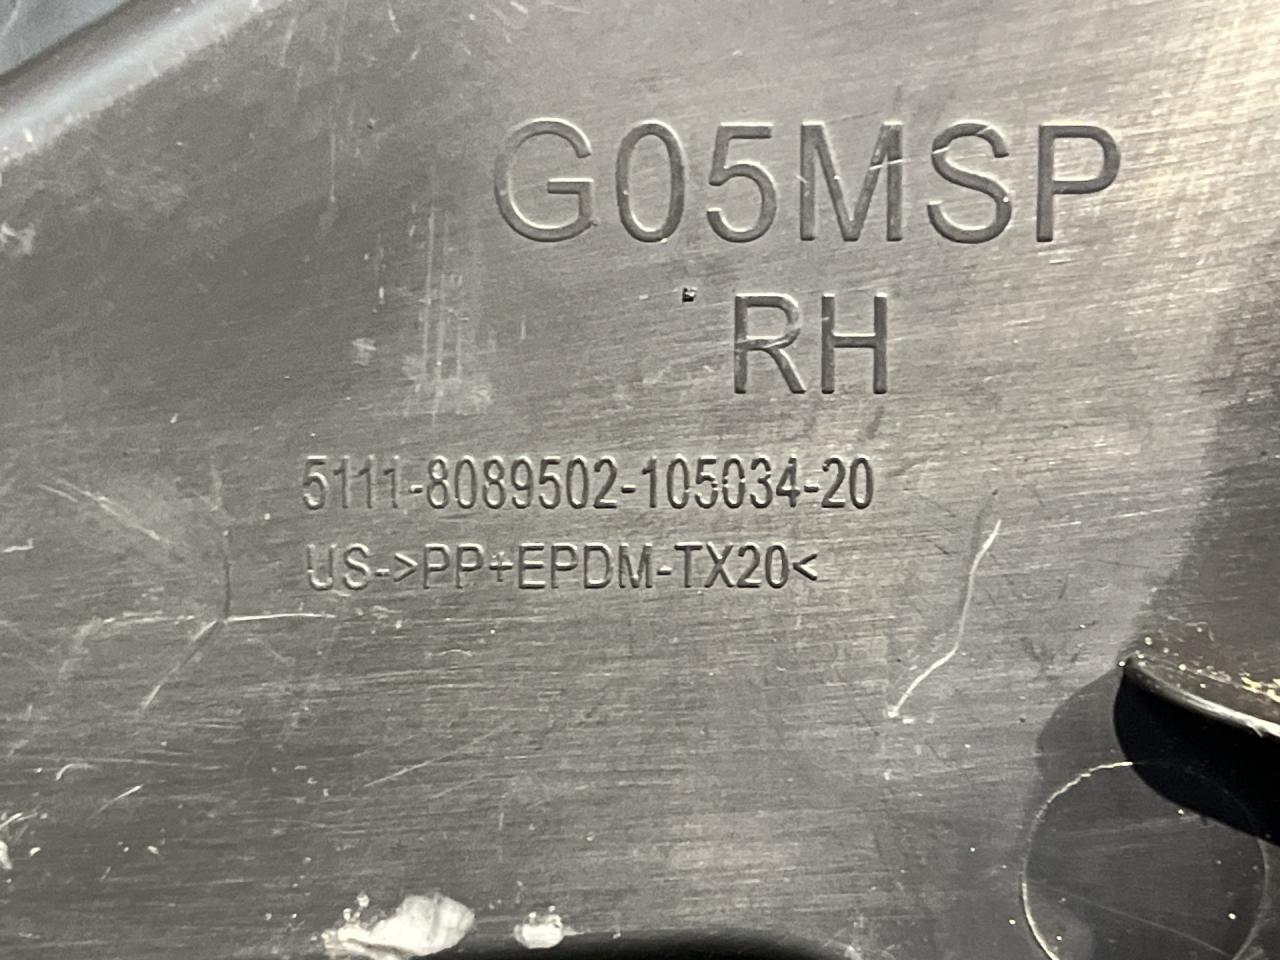 G05MSP
RH
5111-8089502-105034-20
US->PP+EPDM-TX20<